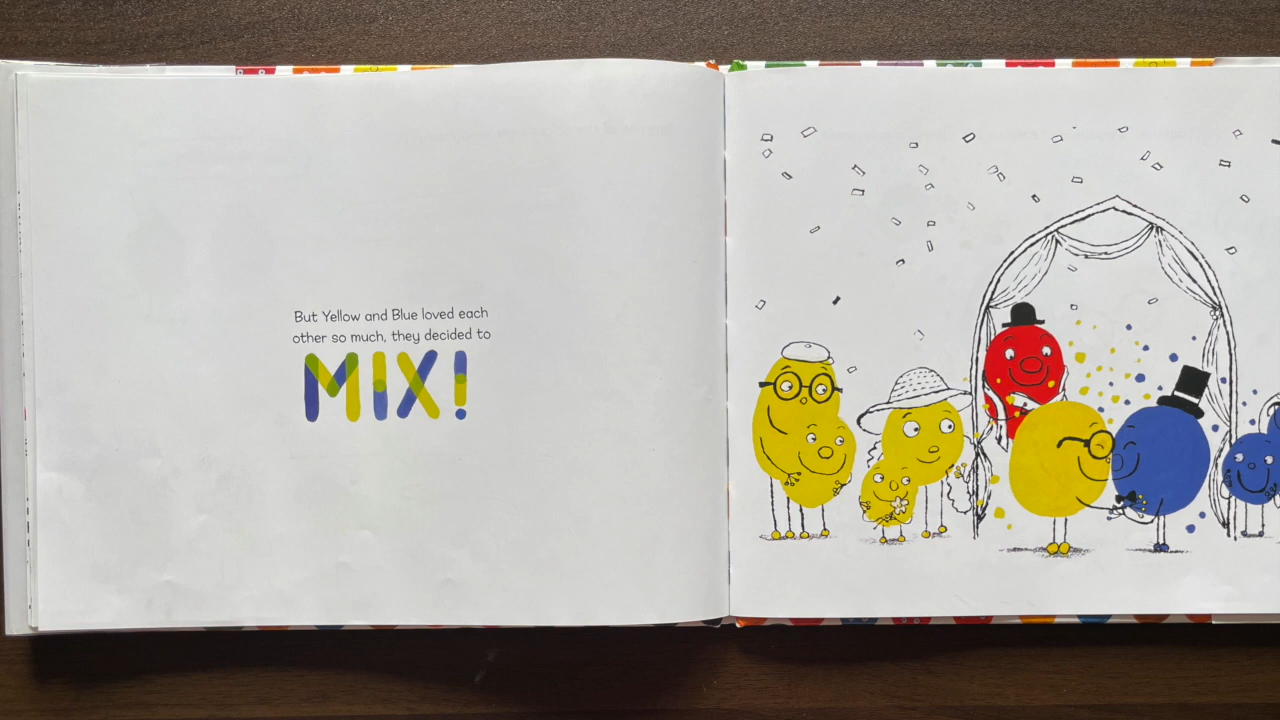 But Yellow and Blue loved each
other so much, they decided to
MIX!